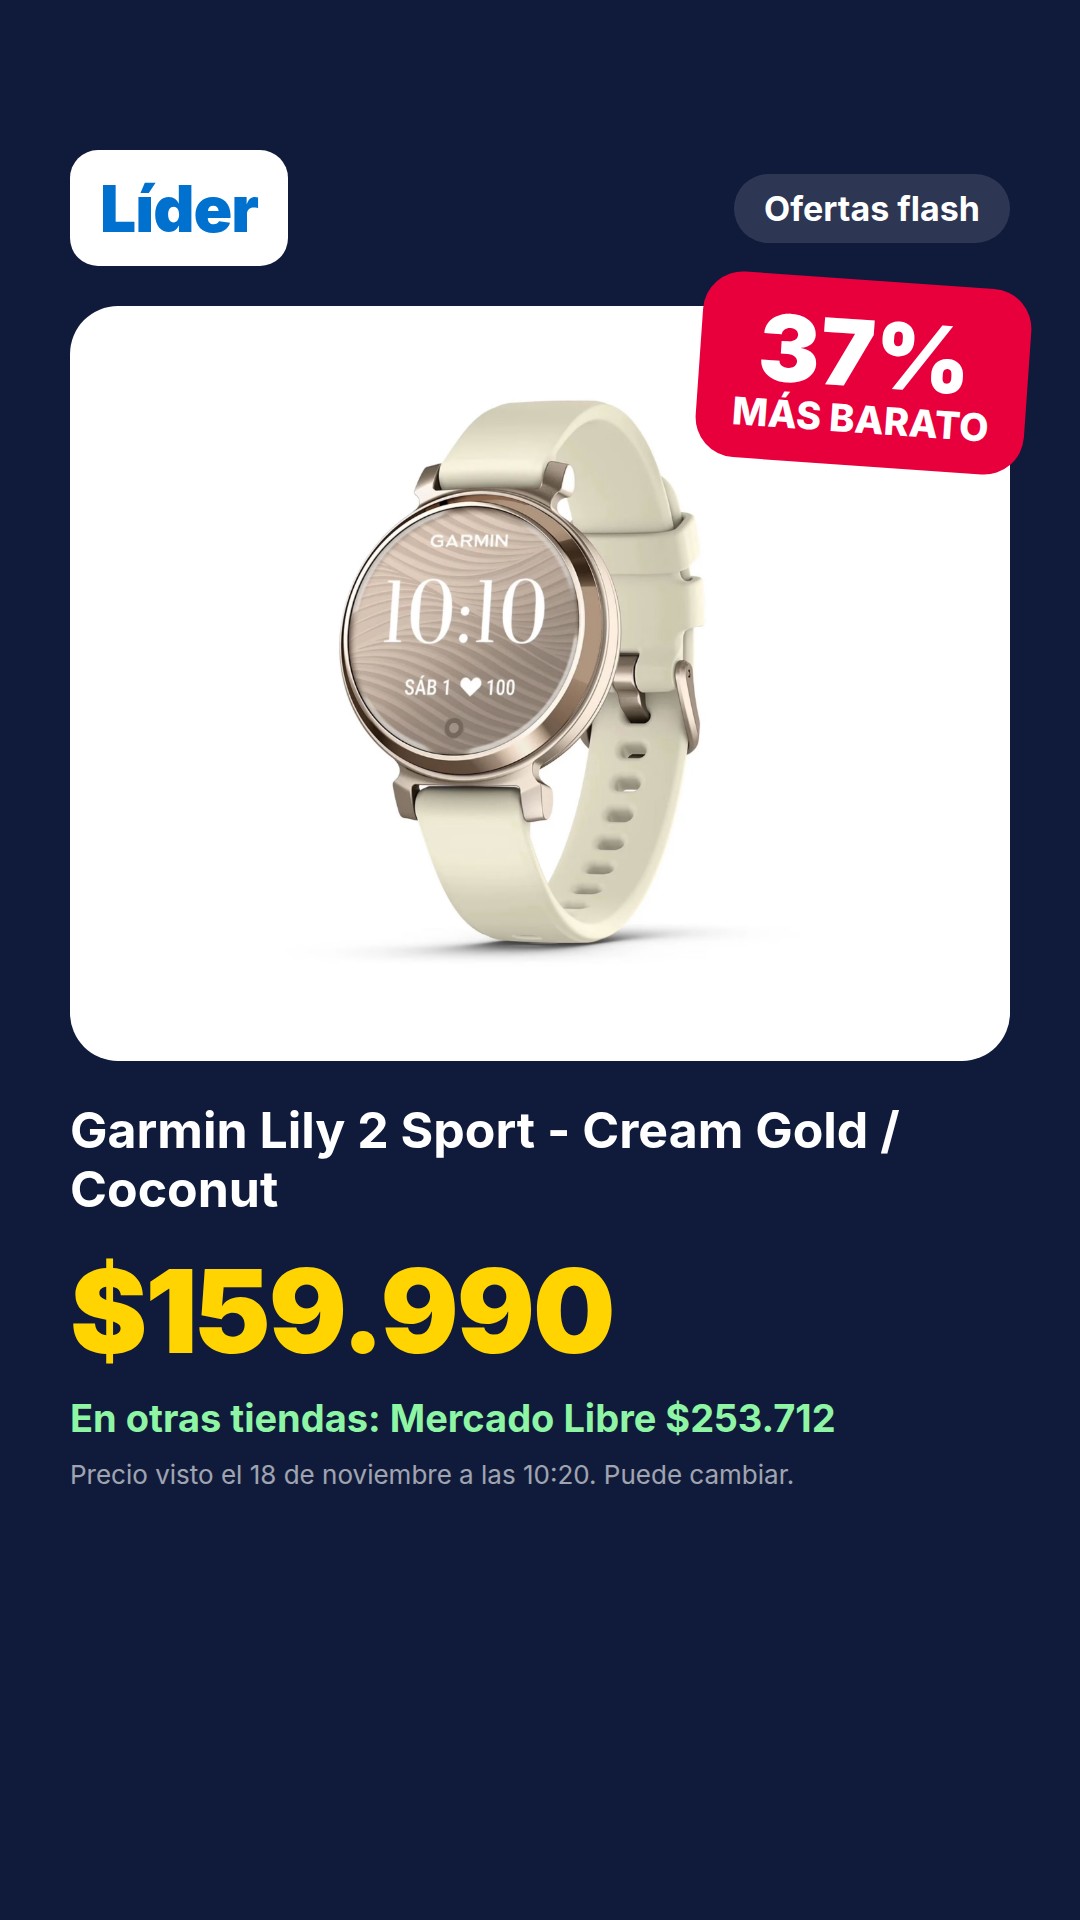 Líder
Ofertas flash
37%
MÁS BARATO
GARMIN
10:10
SÁB 1 100
Garmin Lily 2 Sport - Cream Gold /
Coconut
$159.990
En otras tiendas: Mercado Libre $253.712
Precio visto el 18 de noviembre a las 10:20. Puede cambiar.